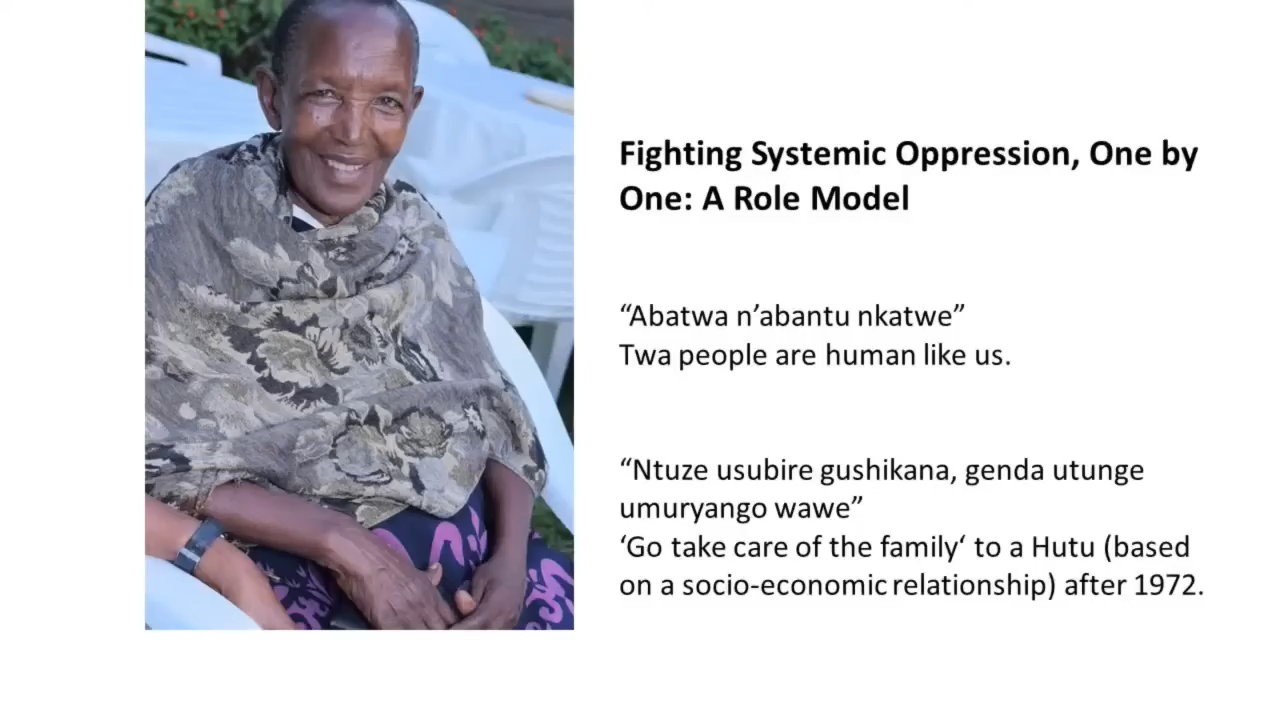 Fighting Systemic Oppression, One by
One: A Role Model
“Abatwa n’abantu nkatwe”
Twa people are human like us.
“Ntuze usubire gushikana, genda utunge
umuryango wawe”
‘Go take care of the family‘ to a Hutu (based
on a socio-economic relationship) after 1972.